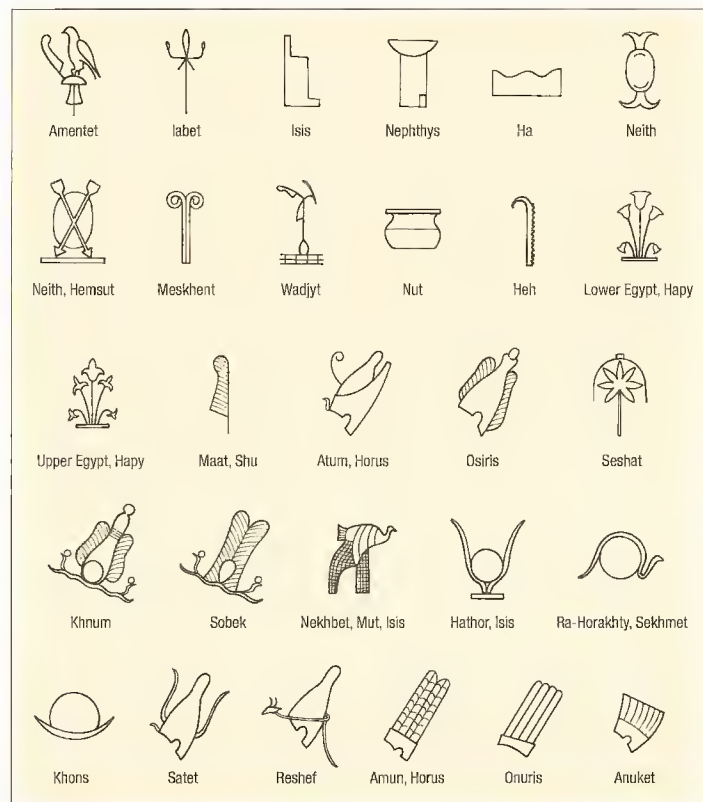 Amentet Iabet Isis Nephthys Ha Neith
Neith, Hemsut Meskhent Wadjyt Nut Heh Lower Egypt, Hapy
Upper Egypt, Hapy Maat, Shu Atum, Horus Osiris Seshat
Khnum Sobek Nekhbet, Mut, Isis Hathor, Isis Ra-Horakhty, Sekhmet
Khons Satet Reshef Amun, Horus Onuris Anuket